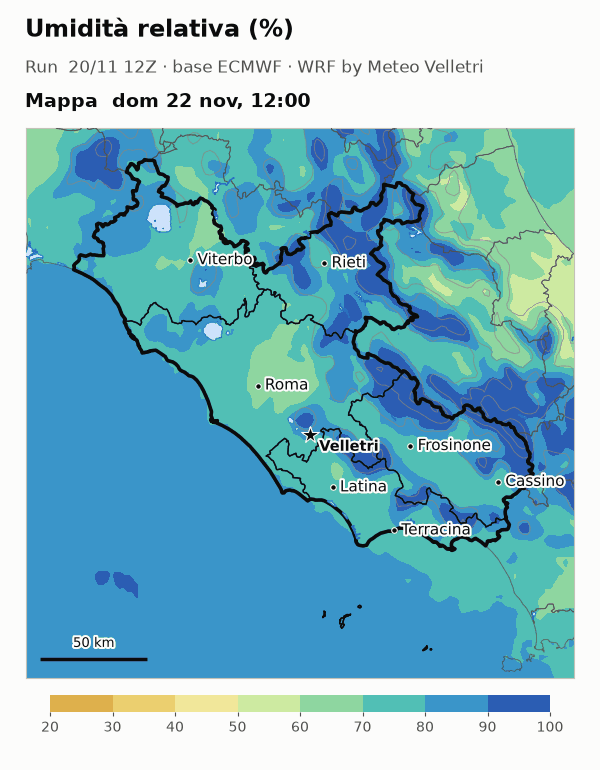 Umidità relativa (%)
Run  20/11 12Z · base ECMWF · WRF by Meteo Velletri
Mappa  dom 22 nov, 12:00
Viterbo
Rieti
Roma
Velletri
Frosinone
Cassino
Latina
Terracina
50 km
20 30 40 50 60 70 80 90 100